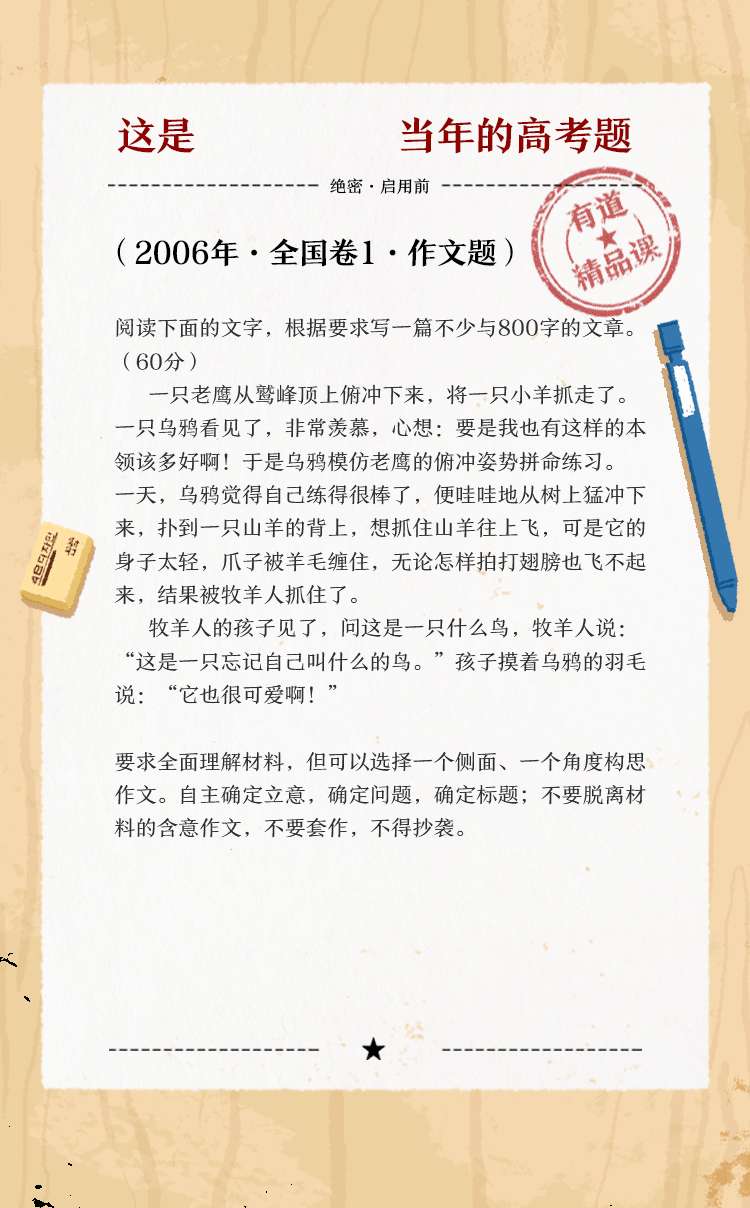 这是 当年的高考题
绝密·启用前
有道
精品课
（2006年·全国卷1·作文题）
阅读下面的文字，根据要求写一篇不少与800字的文章。
（60分）
一只老鹰从鹫峰顶上俯冲下来，将一只小羊抓走了。
一只乌鸦看见了，非常羡慕，心想：要是我也有这样的本
领该多好啊！于是乌鸦模仿老鹰的俯冲姿势拼命练习。
一天，乌鸦觉得自己练得很棒了，便哇哇地从树上猛冲下
来，扑到一只山羊的背上，想抓住山羊往上飞，可是它的
身子太轻，爪子被羊毛缠住，无论怎样拍打翅膀也飞不起
来，结果被牧羊人抓住了。
牧羊人的孩子见了，问这是一只什么鸟，牧羊人说：
“这是一只忘记自己叫什么的鸟。”孩子摸着乌鸦的羽毛
说：“它也很可爱啊！”
要求全面理解材料，但可以选择一个侧面、一个角度构思
作文。自主确定立意，确定问题，确定标题；不要脱离材
料的含意作文，不要套作，不得抄袭。